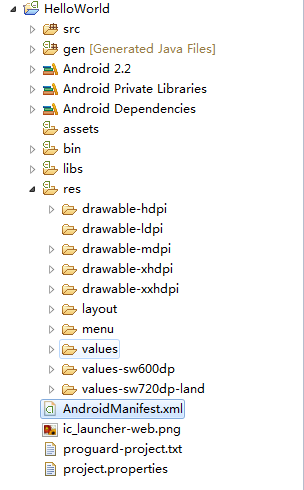 HelloWorld
src
gen [Generated Java Files]
Android 2.2
Android Private Libraries
Android Dependencies
assets
bin
libs
res
drawable-hdpi
drawable-ldpi
drawable-mdpi
drawable-xhdpi
drawable-xxhdpi
layout
menu
values
values-sw600dp
values-sw720dp-land
AndroidManifest.xml
ic_launcher-web.png
proguard-project.txt
project.properties